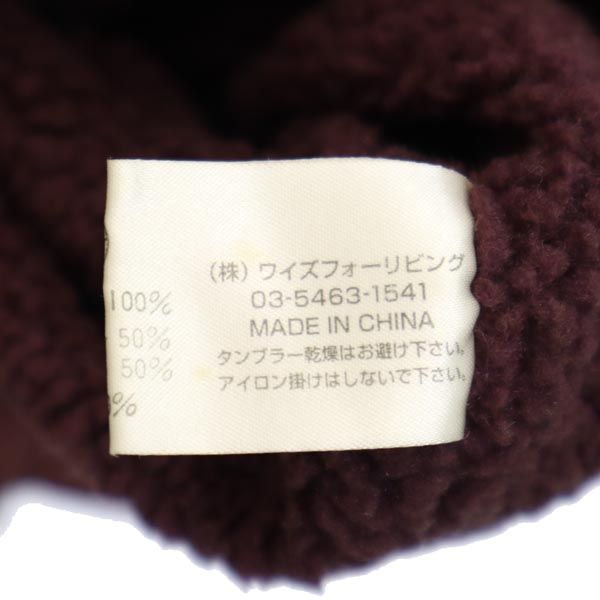 (株)ワイズフォーリビング
03-5463-1541
MADE IN CHINA
タンブラー乾燥はお避け下さい。
アイロン掛けはしないで下さい。
100%
50%
50%
%